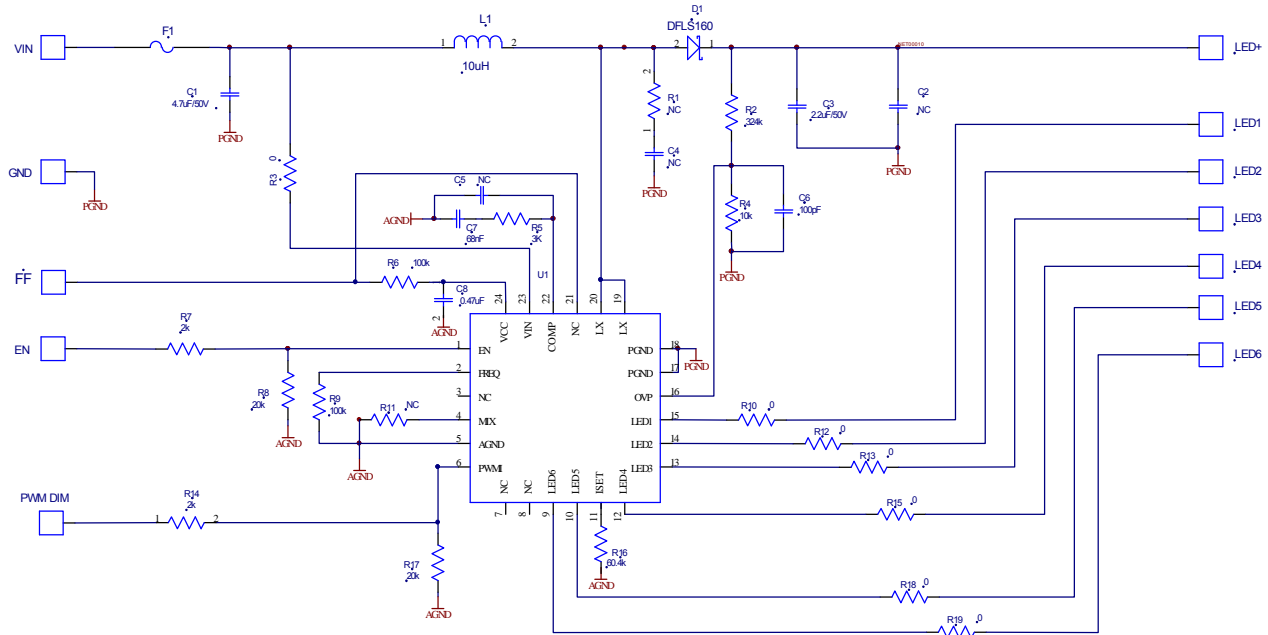 D1
F1
L1
DFLS160
VIN
1
2
2
1
NET00010
LED+
10uH
C1
4.7uF/50V
2
R1
NC
1
R2
324k
C3
2.2uF/50V
C2
NC
PGND
C4
NC
LED1
GND
PGND
R3
0
PGND
PGND
LED2
C5
NC
AGND
C7
68nF
R5
3K
R4
10k
C6
100pF
LED3
PGND
LED4
FF
R6
100k
U1
C8
0.47uF
2
AGND
24
23
22
21
20
19
LED5
R7
2k
VCC
VIN
COMP
NC
LX
LX
EN
1
EN
PGND
18
PGND
LED6
2
FREQ
PGND
17
R8
20k
R9
100k
3
NC
OVP
16
R11
NC
4
MIX
LED1
15
R10
0
AGND
5
AGND
LED2
14
R12
0
AGND
6
PWMI
LED3
13
R13
0
NC
NC
LED6
LED5
ISET
LED4
PWM DIM
1
R14
2k
2
7
8
9
10
11
12
R15
0
R17
20k
R16
60.4k
AGND
AGND
R18
0
R19
0